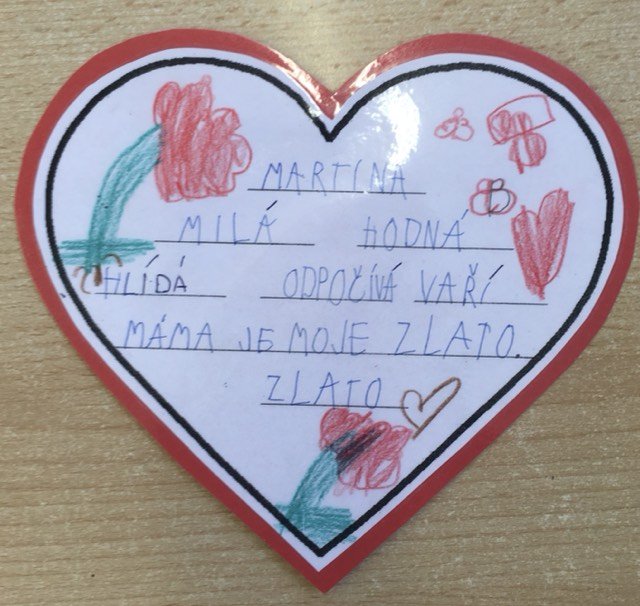 MARTINA
MILÁ HODNÁ
HLÍDÁ ODPOČÍVÁ VAŘÍ
MÁMA JE MOJE ZLATO.
ZLATO